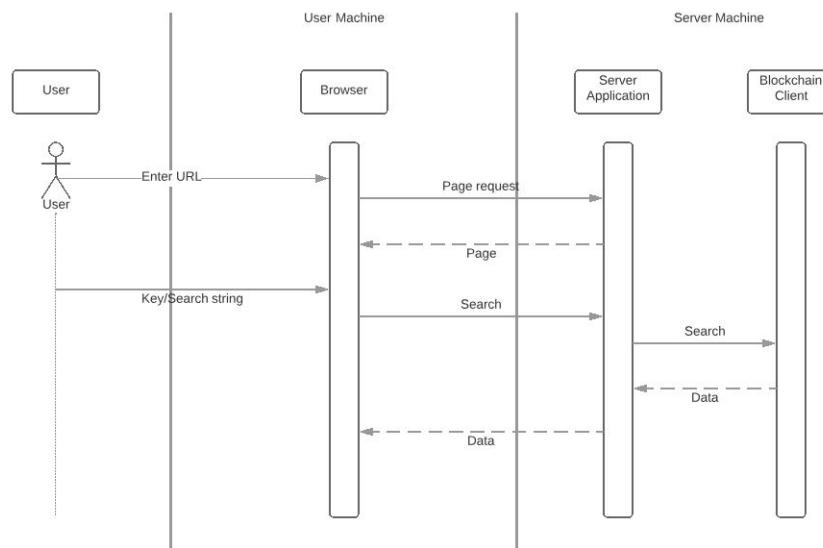 User Machine
Server Machine
User
Browser
Server
Application
Blockchain
Client
Enter URL
Page request
User
Page
Key/Search string
Search
Search
Data
Data